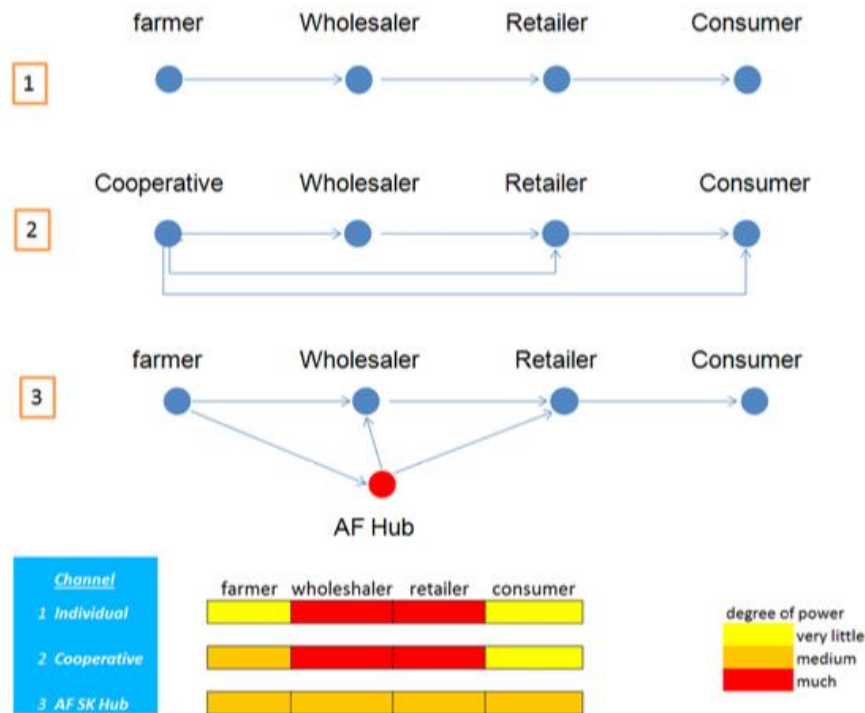 farmer Wholesaler Retailer Consumer
1
Cooperative Wholesaler Retailer Consumer
2
farmer Wholesaler Retailer Consumer
3
AF Hub
Channel
farmer wholeshaler retailer consumer
1 Individual
2 Cooperative
3 AF SK Hub
degree of power
very little
medium
much